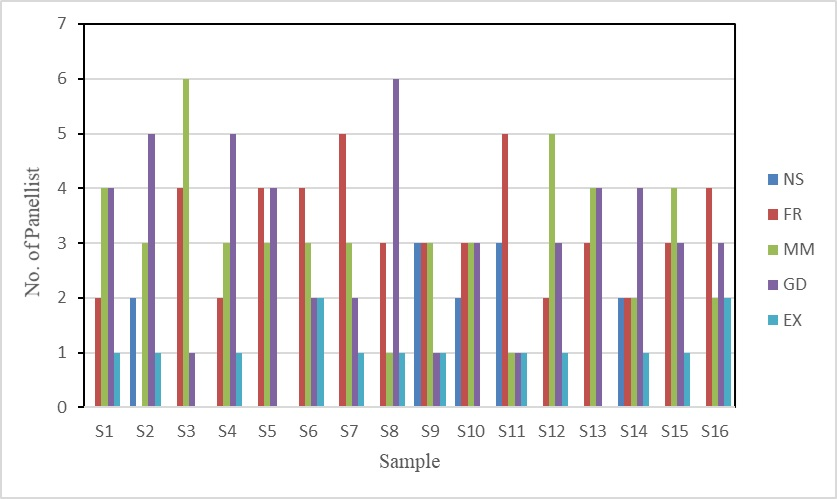 7
6
5
4
3
2
1
0
No. of Panellist
S1 S2 S3 S4 S5 S6 S7 S8 S9 S10 S11 S12 S13 S14 S15 S16
Sample
NS
FR
MM
GD
EX